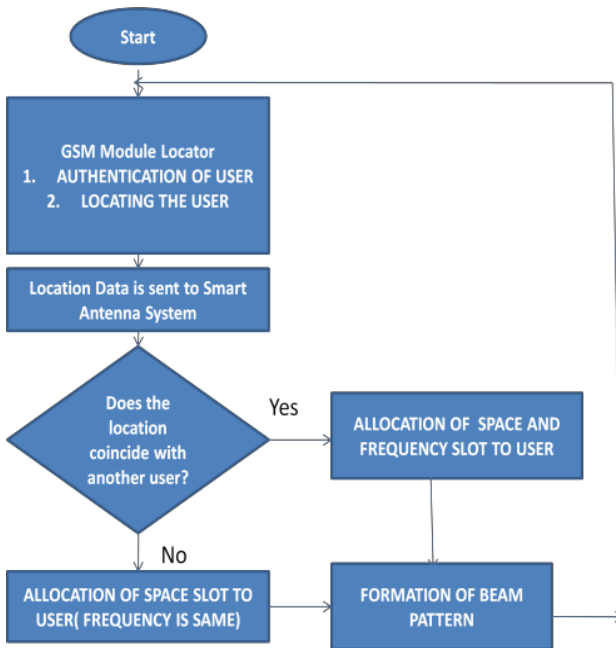 Start
GSM Module Locator
1. AUTHENTICATION OF USER
2. LOCATING THE USER
Location Data is sent to Smart
Antenna System
Does the
location
coincide with
another user?
Yes
ALLOCATION OF SPACE AND
FREQUENCY SLOT TO USER
No
ALLOCATION OF SPACE SLOT TO
USER( FREQUENCY IS SAME)
FORMATION OF BEAM
PATTERN